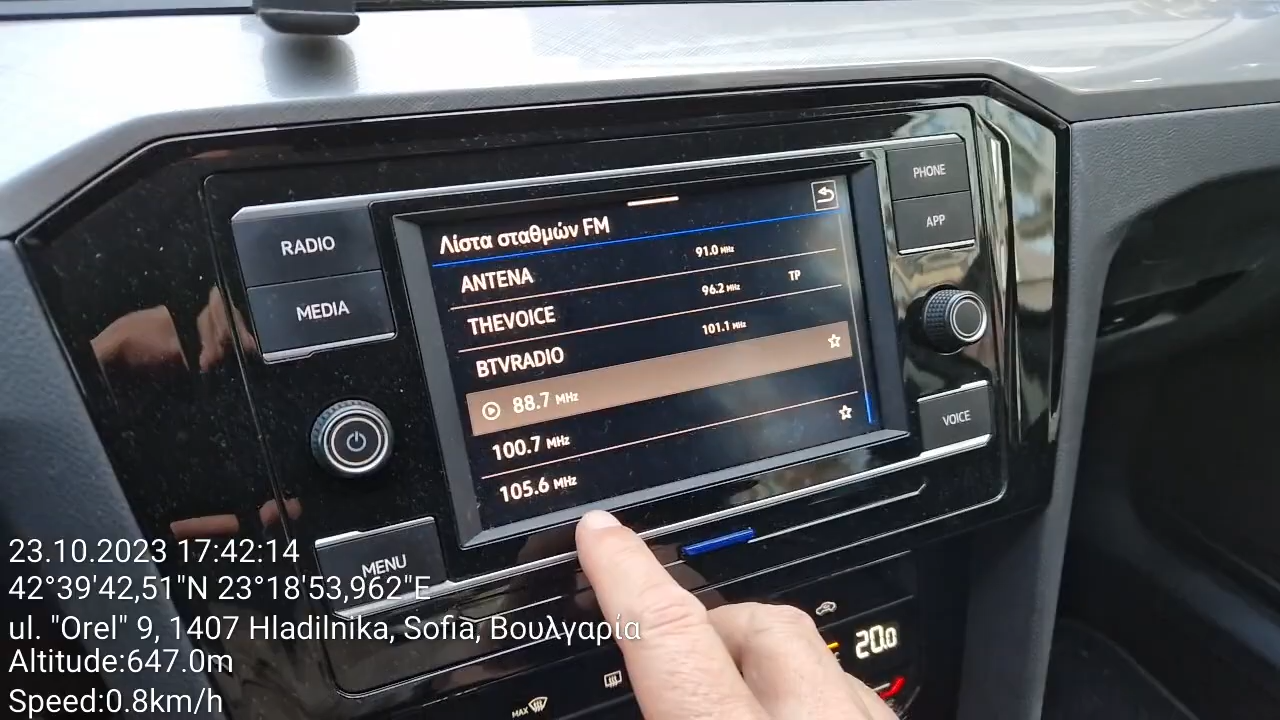 RADIO
MEDIA
MENU
PHONE
APP
VOICE
Λίστα σταθμών FM
ANTENA 91.0 MHz
THEVOICE 96.2 MHz TP
BTVRADIO 101.1 MHz
88.7 MHz
100.7 MHz
105.6 MHz
20.0
MAX
23.10.2023 17:42:14
42°39'42,51"N 23°18'53,962"E
ul. "Orel" 9, 1407 Hladilnika, Sofia, Βουλγαρία
Altitude:647.0m
Speed:0.8km/h